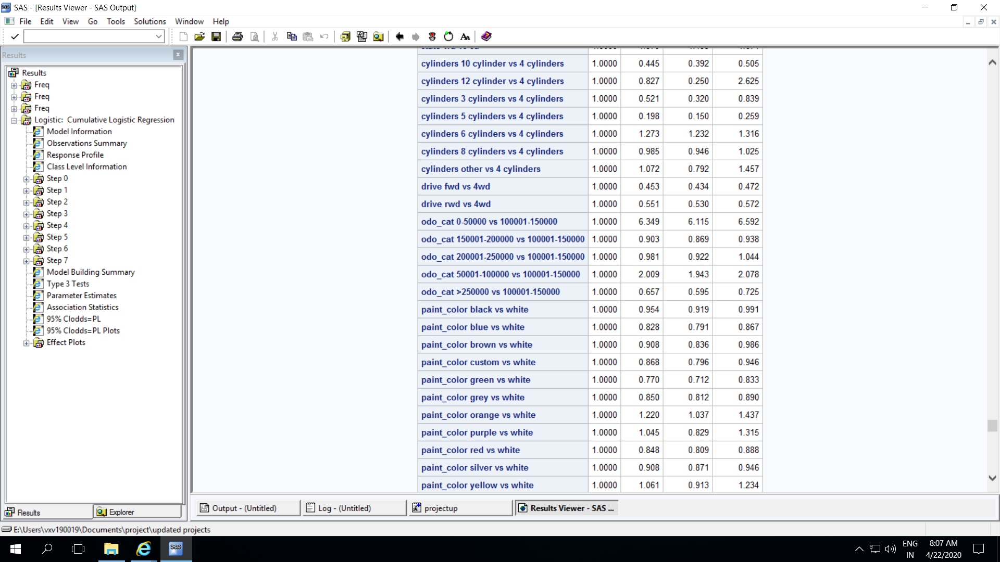 SAS - [Results Viewer - SAS Output]
File Edit View Go Tools Solutions Window Help
Results
Results
Freq
Freq
Freq
Logistic: Cumulative Logistic Regression
Model Information
Observations Summary
Response Profile
Class Level Information
Step 0
Step 1
Step 2
Step 3
Step 4
Step 5
Step 6
Step 7
Model Building Summary
Type 3 Tests
Parameter Estimates
Association Statistics
95% Clodds=PL
95% Clodds=PL Plots
Effect Plots
Results Explorer
cylinders 10 cylinder vs 4 cylinders 1.0000 0.445 0.392 0.505
cylinders 12 cylinder vs 4 cylinders 1.0000 0.827 0.250 2.625
cylinders 3 cylinders vs 4 cylinders 1.0000 0.521 0.320 0.839
cylinders 5 cylinders vs 4 cylinders 1.0000 0.198 0.150 0.259
cylinders 6 cylinders vs 4 cylinders 1.0000 1.273 1.232 1.316
cylinders 8 cylinders vs 4 cylinders 1.0000 0.985 0.946 1.025
cylinders other vs 4 cylinders 1.0000 1.072 0.792 1.457
drive fwd vs 4wd 1.0000 0.453 0.434 0.472
drive rwd vs 4wd 1.0000 0.551 0.530 0.572
odo_cat 0-50000 vs 100001-150000 1.0000 6.349 6.115 6.592
odo_cat 150001-200000 vs 100001-150000 1.0000 0.903 0.869 0.938
odo_cat 200001-250000 vs 100001-150000 1.0000 0.981 0.922 1.044
odo_cat 50001-100000 vs 100001-150000 1.0000 2.009 1.943 2.078
odo_cat >250000 vs 100001-150000 1.0000 0.657 0.595 0.725
paint_color black vs white 1.0000 0.954 0.919 0.991
paint_color blue vs white 1.0000 0.828 0.791 0.867
paint_color brown vs white 1.0000 0.908 0.836 0.986
paint_color custom vs white 1.0000 0.868 0.796 0.946
paint_color green vs white 1.0000 0.770 0.712 0.833
paint_color grey vs white 1.0000 0.850 0.812 0.890
paint_color orange vs white 1.0000 1.220 1.037 1.437
paint_color purple vs white 1.0000 1.045 0.829 1.315
paint_color red vs white 1.0000 0.848 0.809 0.888
paint_color silver vs white 1.0000 0.908 0.871 0.946
paint_color yellow vs white 1.0000 1.061 0.913 1.234
Output - (Untitled) Log - (Untitled) projectup Results Viewer - SAS ...
E:\Users\vxv190019\Documents\project\updated projects
sas
ENG
IN
8:07 AM
4/22/2020